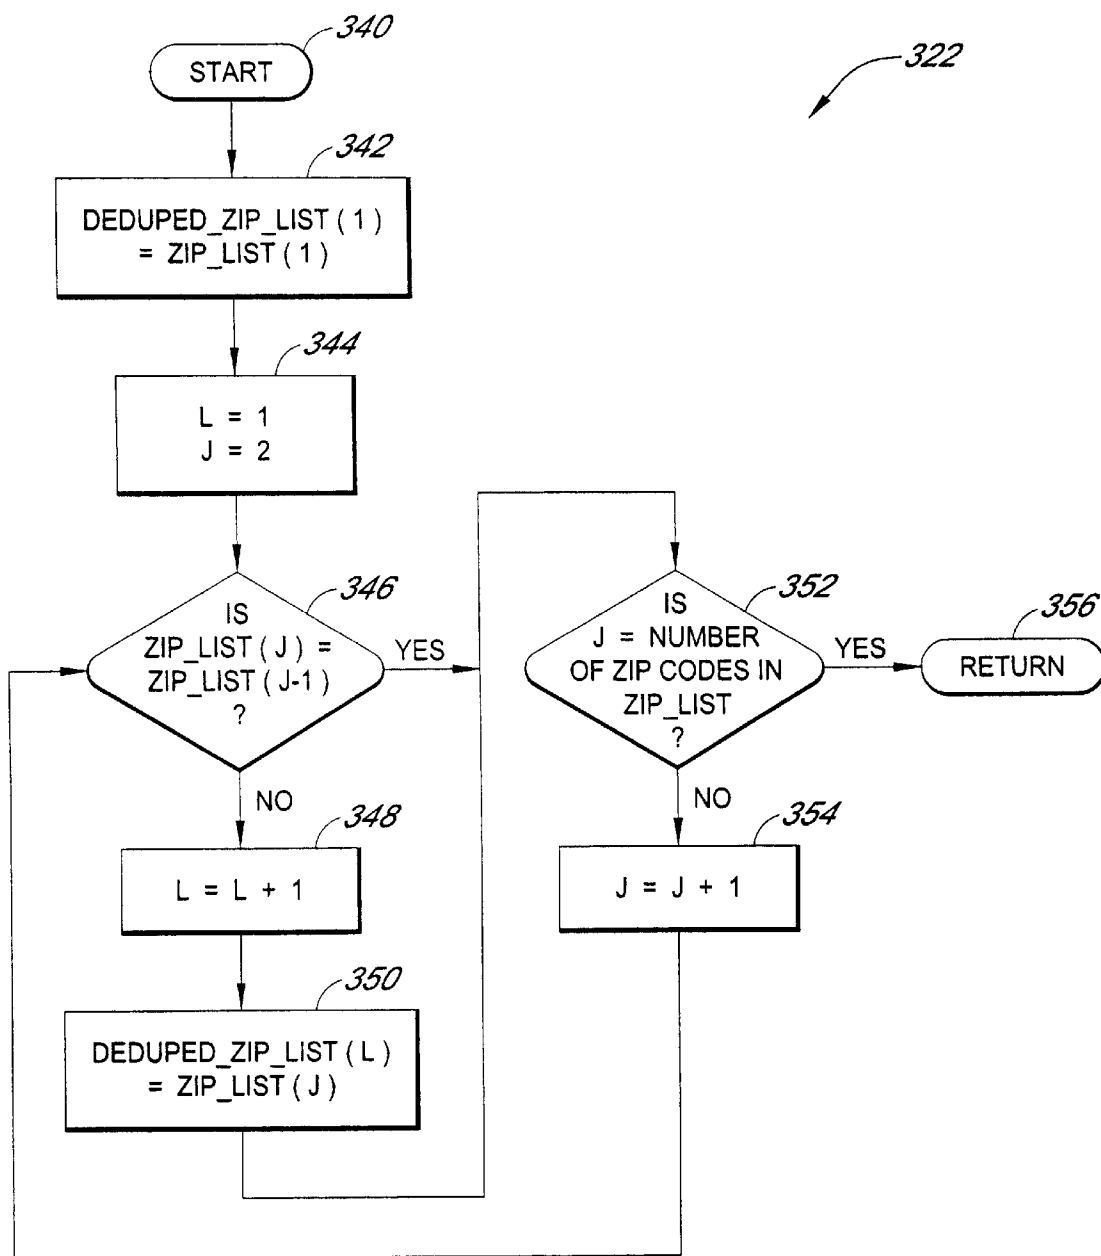 340
START
322
342
DEDUPED_ZIP_LIST ( 1 )
= ZIP_LIST ( 1 )
344
L = 1
J = 2
346
IS
ZIP_LIST ( J ) =
ZIP_LIST ( J-1 )
?
YES
NO
348
L = L + 1
350
DEDUPED_ZIP_LIST ( L )
= ZIP_LIST ( J )
352
IS
J = NUMBER
OF ZIP CODES IN
ZIP_LIST
?
YES
356
RETURN
NO
354
J = J + 1